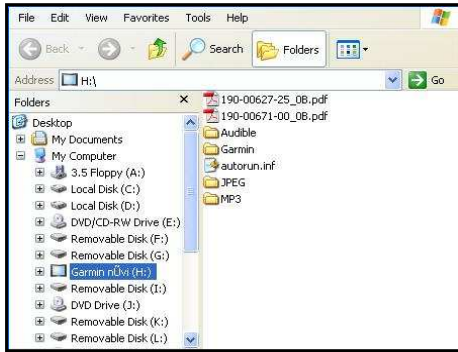 File Edit View Favorites Tools Help
Back Search Folders
Address H:\ Go
Folders
Desktop
My Documents
My Computer
3.5 Floppy (A:)
Local Disk (C:)
Local Disk (D:)
DVD/CD-RW Drive (E:)
Removable Disk (F:)
Removable Disk (G:)
Garmin nÛvi (H:)
Removable Disk (I:)
DVD Drive (J:)
Removable Disk (K:)
Removable Disk (L:)
190-00627-25_0B.pdf
190-00671-00_0B.pdf
Audible
Garmin
autorun.inf
JPEG
MP3